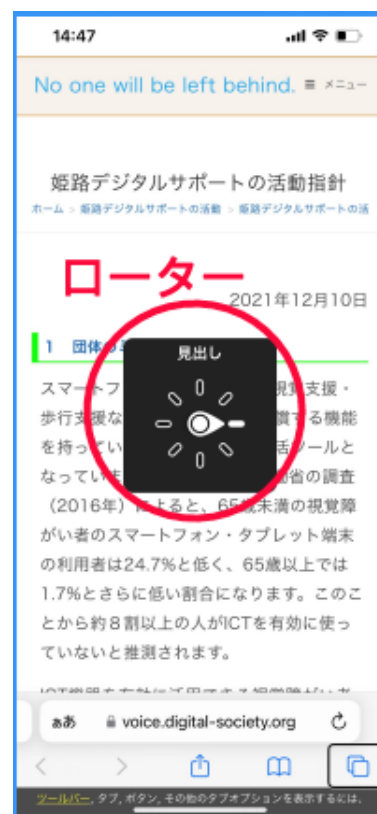 14:47
No one will be left behind. ≡ メニュー
姫路デジタルサポートの活動指針
ホーム > 姫路デジタルサポートの活動 > 姫路デジタルサポートの活
ローター
2021年12月10日
1 団体の
見出し
スマートフ 視覚支援・
歩行支援な 償する機能
を持ってい 活ツールと
なっていま 省の調査
(2016年)によると、65歳未満の視覚障
がい者のスマートフォン・タブレット端末
の利用者は24.7%と低く、65歳以上では
1.7%とさらに低い割合になります。このこ
とから約8割以上の人がICTを有効に使っ
ていないと推測されます。
ぁあ voice.digital-society.org
ツールバー, タブ, ボタン, その他のタブオプションを表示するには、